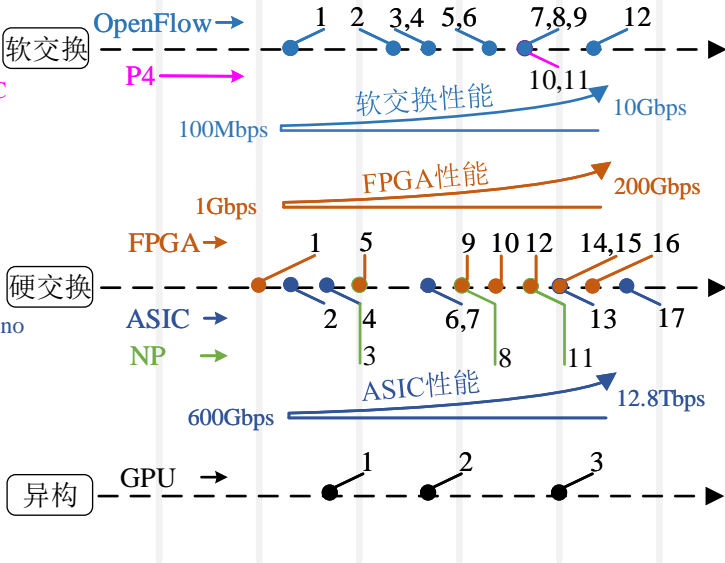 OpenFlow
1
2
3,4
5,6
7,8,9
12
软交换
P4
10,11
C
软交换性能
100Mbps
10Gbps
FPGA性能
1Gbps
200Gbps
FPGA
1
5
9
10
12
14,15
16
硬交换
no
ASIC
2
4
6,7
13
17
NP
3
8
11
ASIC性能
600Gbps
12.8Tbps
GPU
1
2
3
异构